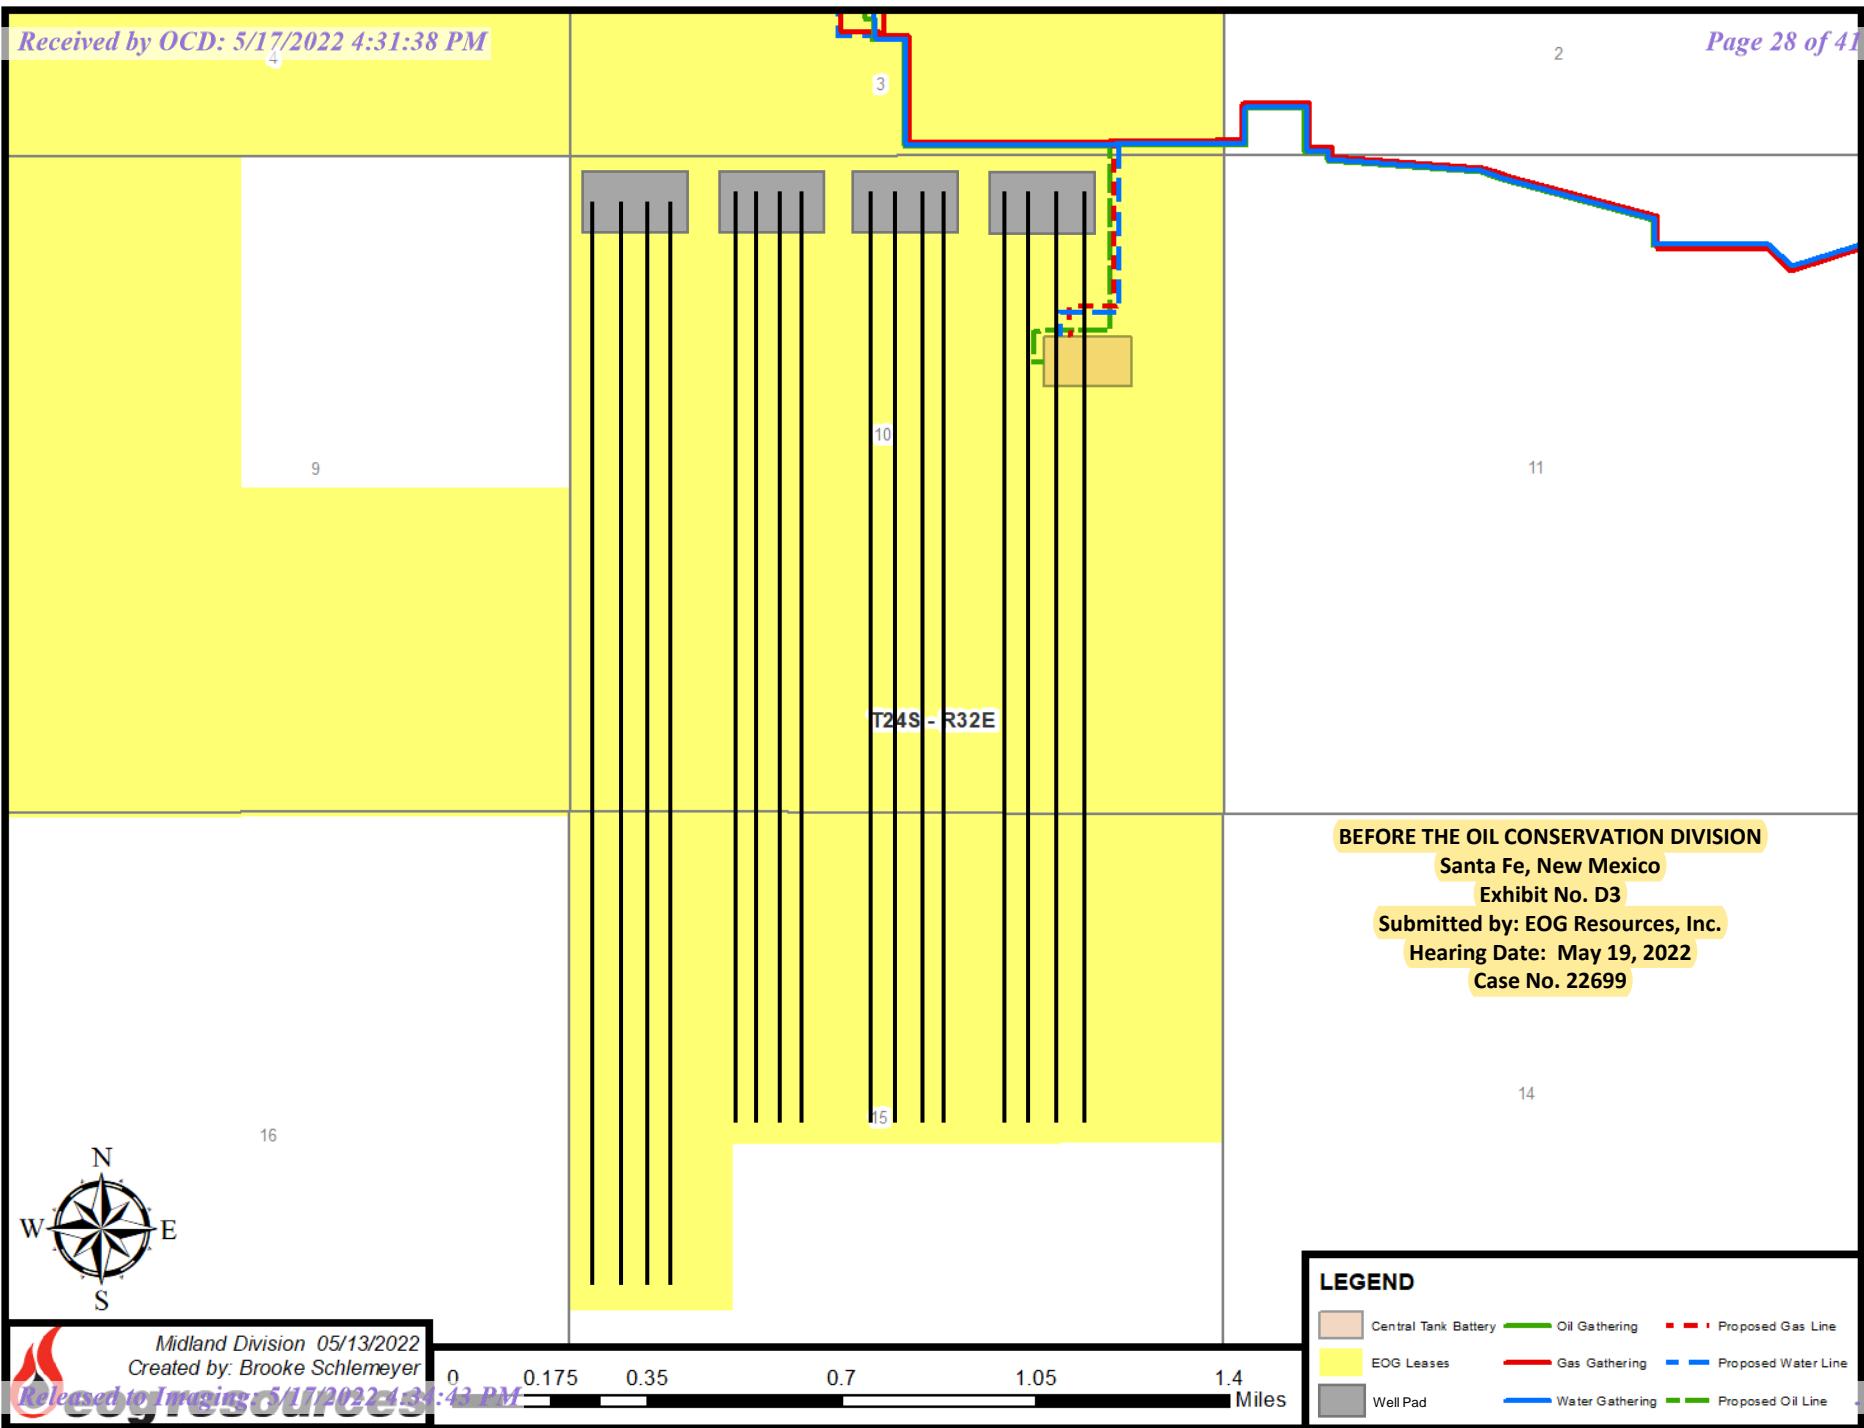 Received by OCD: 5/17/2022 4:31:38 PM
Page 28 of 41
4
3
2
9
10
11
T24S - R32E
BEFORE THE OIL CONSERVATION DIVISION
Santa Fe, New Mexico
Exhibit No. D3
Submitted by: EOG Resources, Inc.
Hearing Date: May 19, 2022
Case No. 22699
16
15
14
N
W E
S
LEGEND
Central Tank Battery Oil Gathering Proposed Gas Line
EOG Leases Gas Gathering Proposed Water Line
Well Pad Water Gathering Proposed Oil Line
Midland Division 05/13/2022
Created by: Brooke Schlemeyer
eog resources
Released to Imaging: 5/17/2022 4:34:43 PM
0 0.175 0.35 0.7 1.05 1.4
Miles